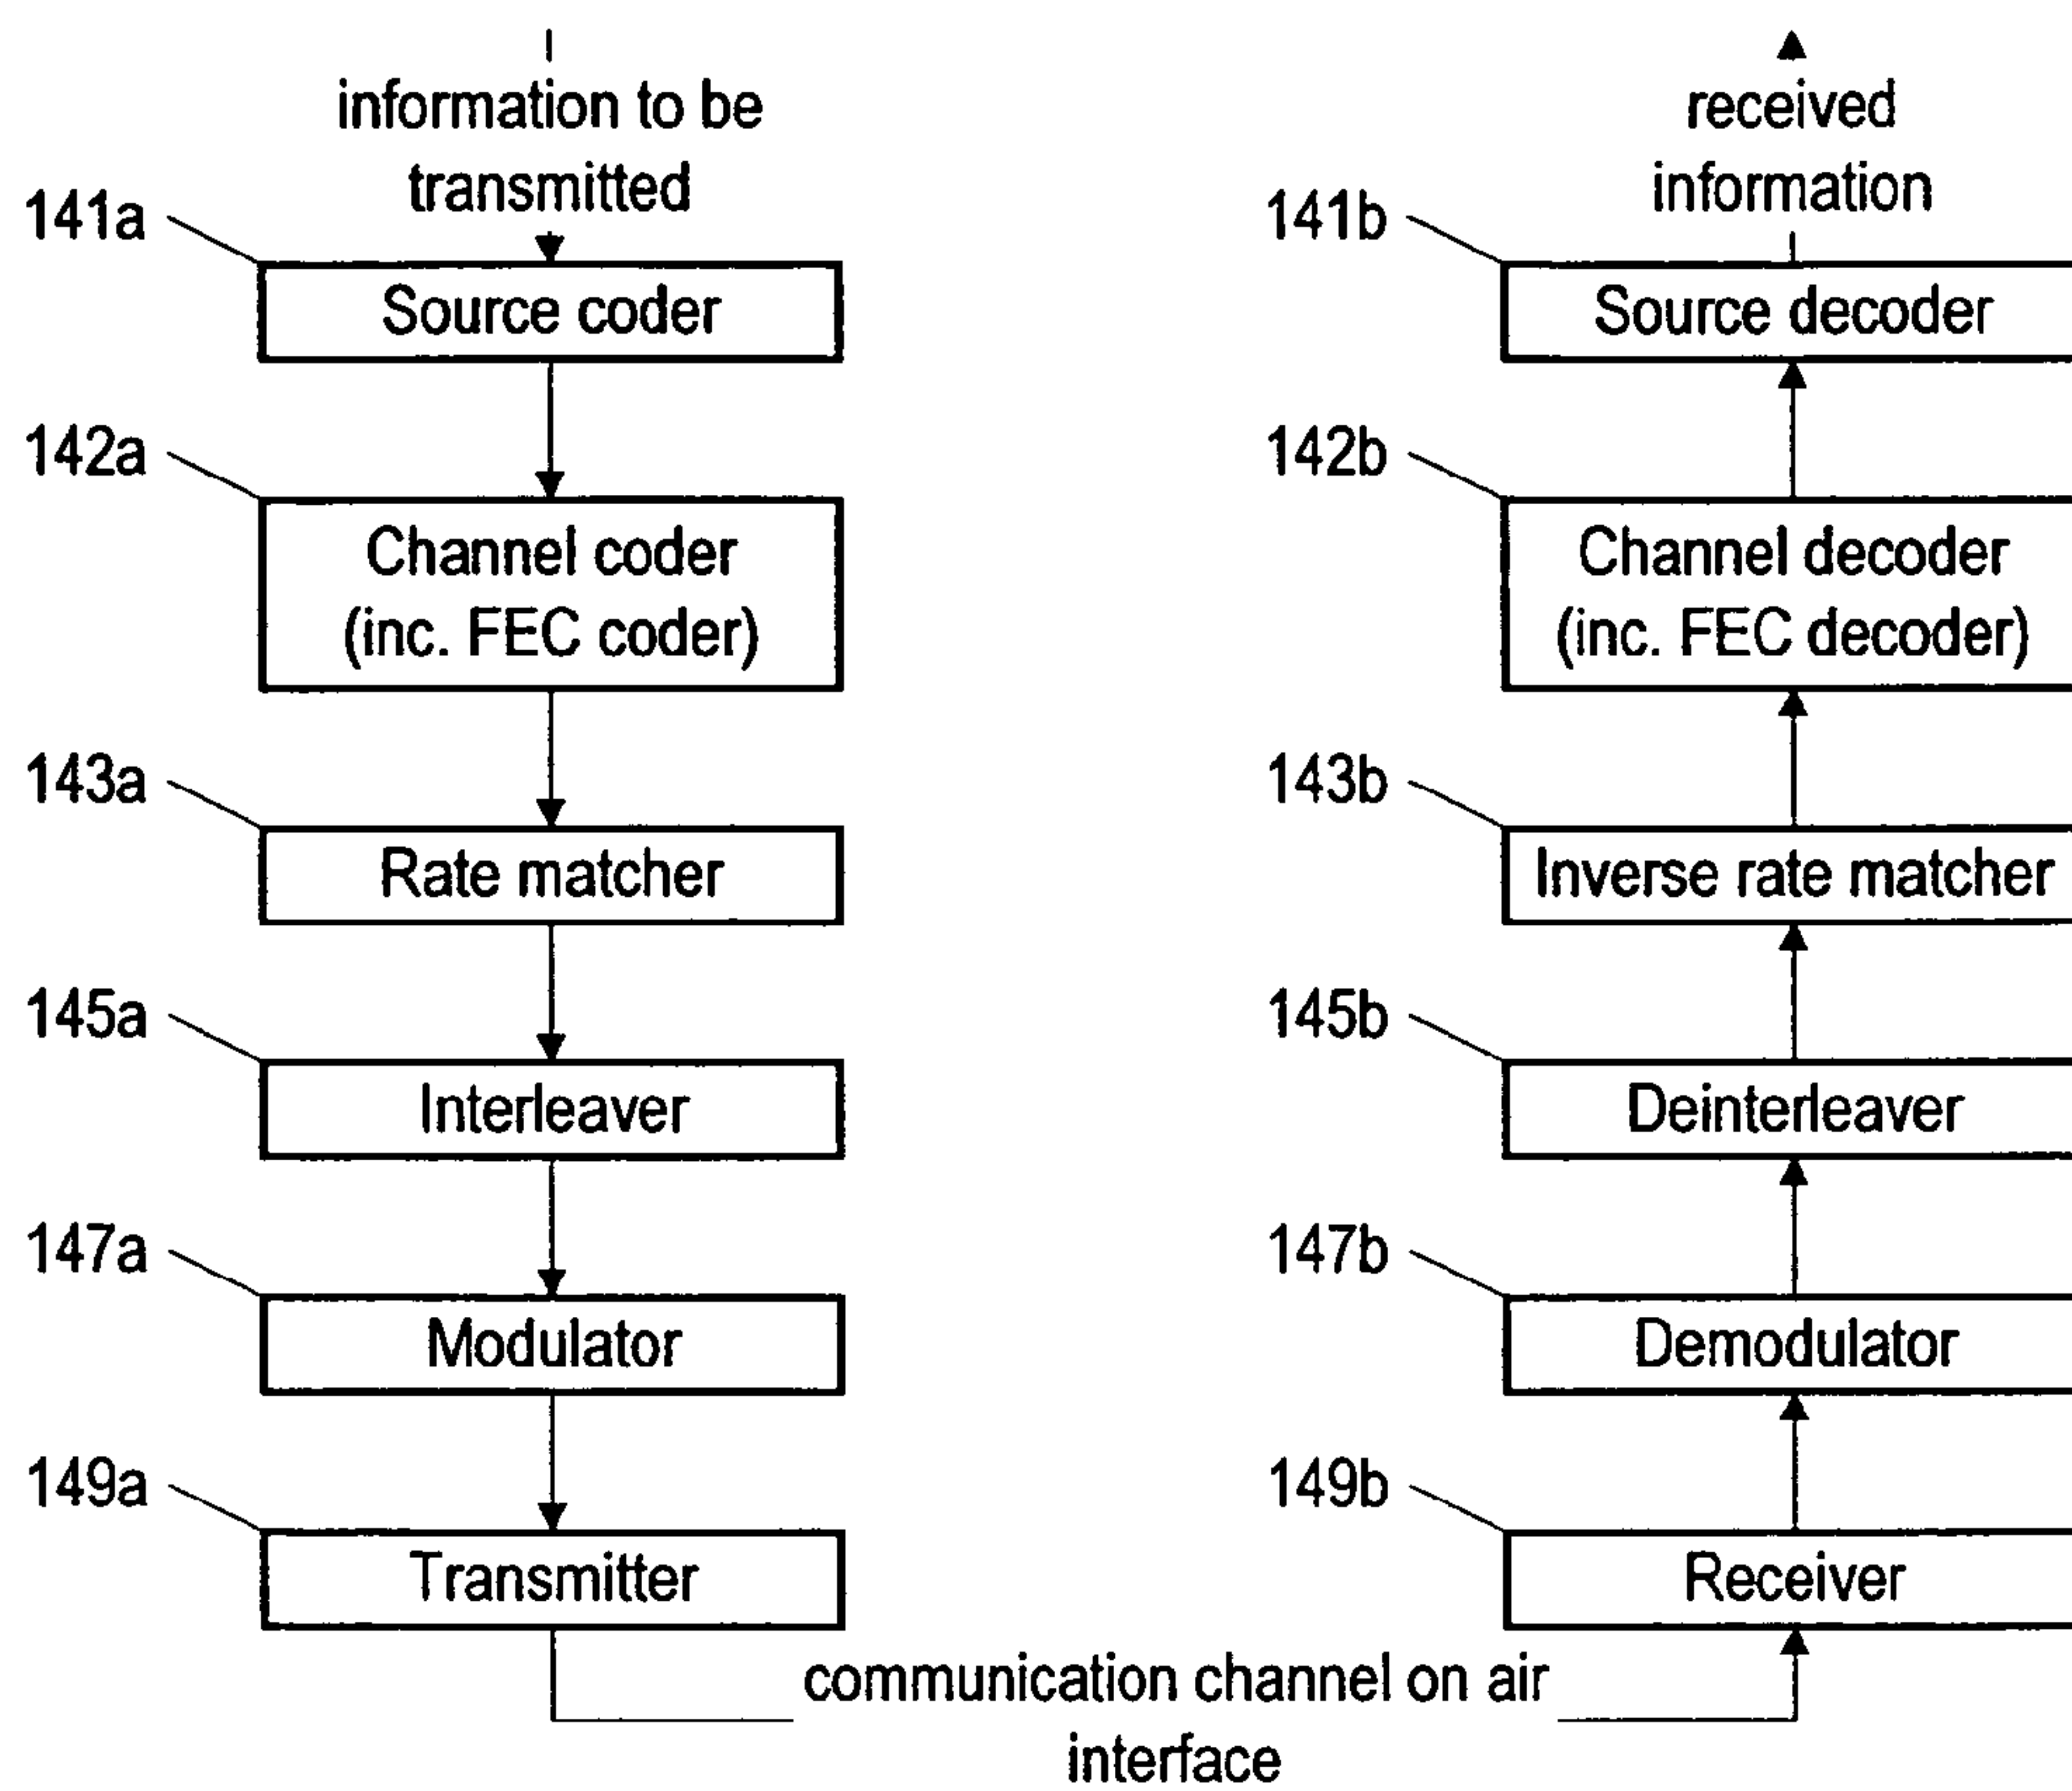 information to be
transmitted
141a
Source coder
142a
Channel coder
(inc. FEC coder)
143a
Rate matcher
145a
Interleaver
147a
Modulator
149a
Transmitter
communication channel on air
interface
received
information
141b
Source decoder
142b
Channel decoder
(inc. FEC decoder)
143b
Inverse rate matcher
145b
Deinterleaver
147b
Demodulator
149b
Receiver